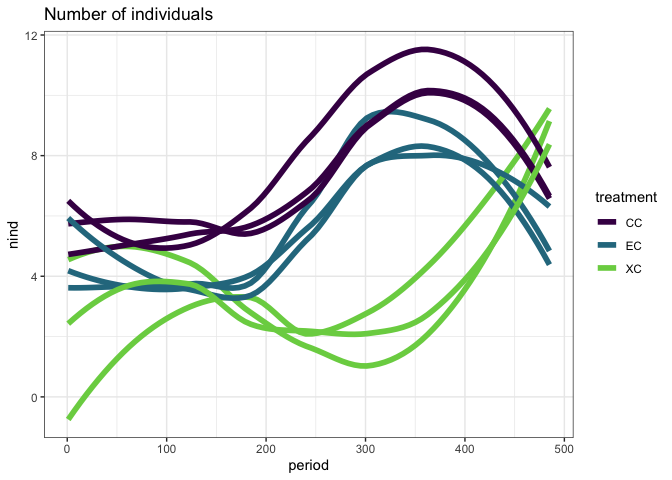 Number of individuals
12
8
4
0
nind
0 100 200 300 400 500
period
treatment
CC
EC
XC